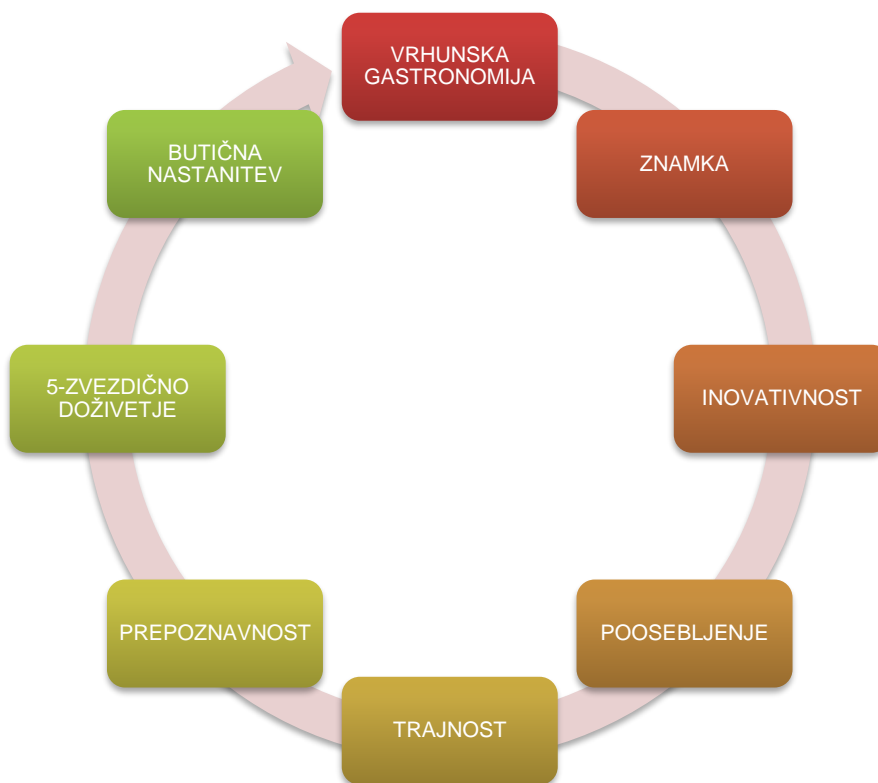 VRHUNSKA
GASTRONOMIJA
ZNAMKA
INOVATIVNOST
POOSEBLJENJE
TRAJNOST
PREPOZNAVNOST
5-ZVEZDIČNO
DOŽIVETJE
BUTIČNA
NASTANITEV